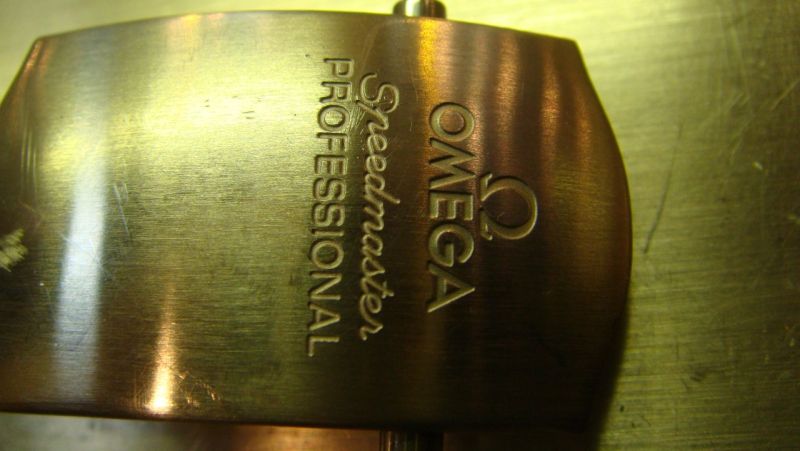 Ω
OMEGA
Speedmaster
PROFESSIONAL